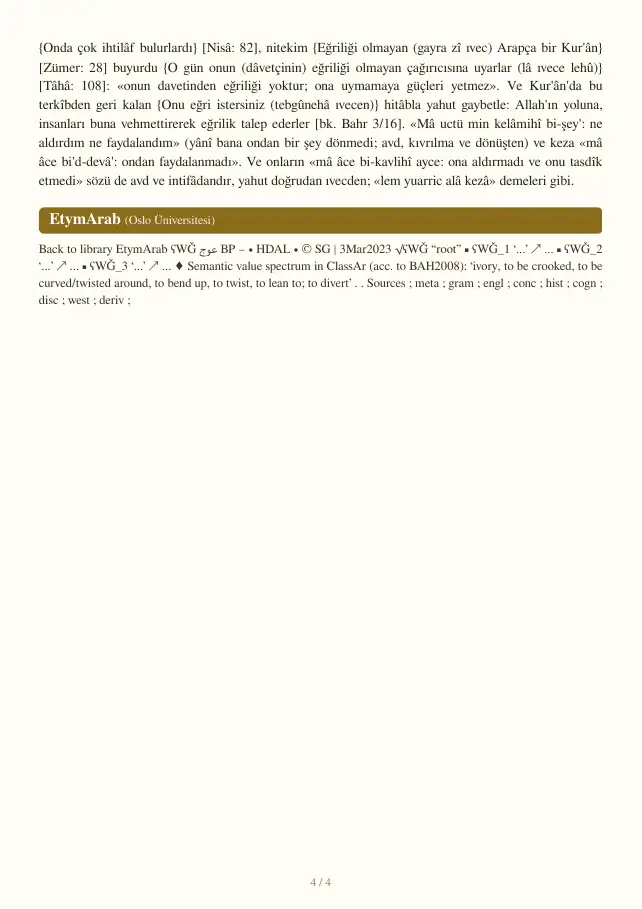 {Onda çok ihtilâf bulurlardı} [Nisâ: 82], nitekim {Eğriliği olmayan (gayra zî ıvec) Arapça bir Kur'ân}
[Zümer: 28] buyurdu {O gün onun (dâvetçinin) eğriliği olmayan çağırıcısına uyarlar (lâ ıvece lehû)}
[Tâhâ: 108]: «onun davetinden eğriliği yoktur; ona uymamaya güçleri yetmez». Ve Kur'ân'da bu
terkîbden geri kalan {Onu eğri istersiniz (tebgûnehâ ıvecen)} hitâbla yahut gaybetle: Allah'ın yoluna,
insanları buna vehmettirerek eğrilik talep ederler [bk. Bahr 3/16]. «Mâ uctü min kelâmihî bi-şey': ne
aldırdım ne faydalandım» (yânî bana ondan bir şey dönmedi; avd, kıvrılma ve dönüşten) ve keza «mâ
âce bi'd-devâ': ondan faydalanmadı». Ve onların «mâ âce bi-kavlihî ayce: ona aldırmadı ve onu tasdîk
etmedi» sözü de avd ve intifâdandır, yahut doğrudan ıvecden; «lem yuarric alâ kezâ» demeleri gibi.
EtymArab (Oslo Üniversitesi)
Back to library EtymArab ʕWǦ عوج BP – • HDAL • © SG | 3Mar2023 √ʕWǦ “root” ▪ ʕWǦ_1 ‘...’ ↗ ... ▪ ʕWǦ_2
‘...’ ↗ ... ▪ ʕWǦ_3 ‘...’ ↗ ... ♦ Semantic value spectrum in ClassAr (acc. to BAH2008): ‘ivory, to be crooked, to be
curved/twisted around, to bend up, to twist, to lean to; to divert’ . . Sources ; meta ; gram ; engl ; conc ; hist ; cogn ;
disc ; west ; deriv ;
4 / 4